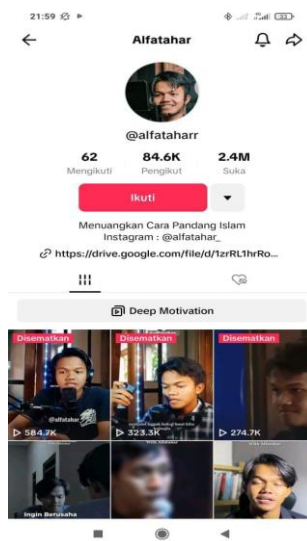 21:59
Alfatahar
@alfataharr
62 84.6K 2.4M
Mengikuti Pengikut Suka
Ikuti
Menuangkan Cara Pandang Islam
Instagram : @alfatahar_
https://drive.google.com/file/d/1zrRL1hrRo...
Deep Motivation
Disematkan Disematkan Disematkan
@alfatahar
584.7K 323.3K 274.7K
Ingin Berusaha